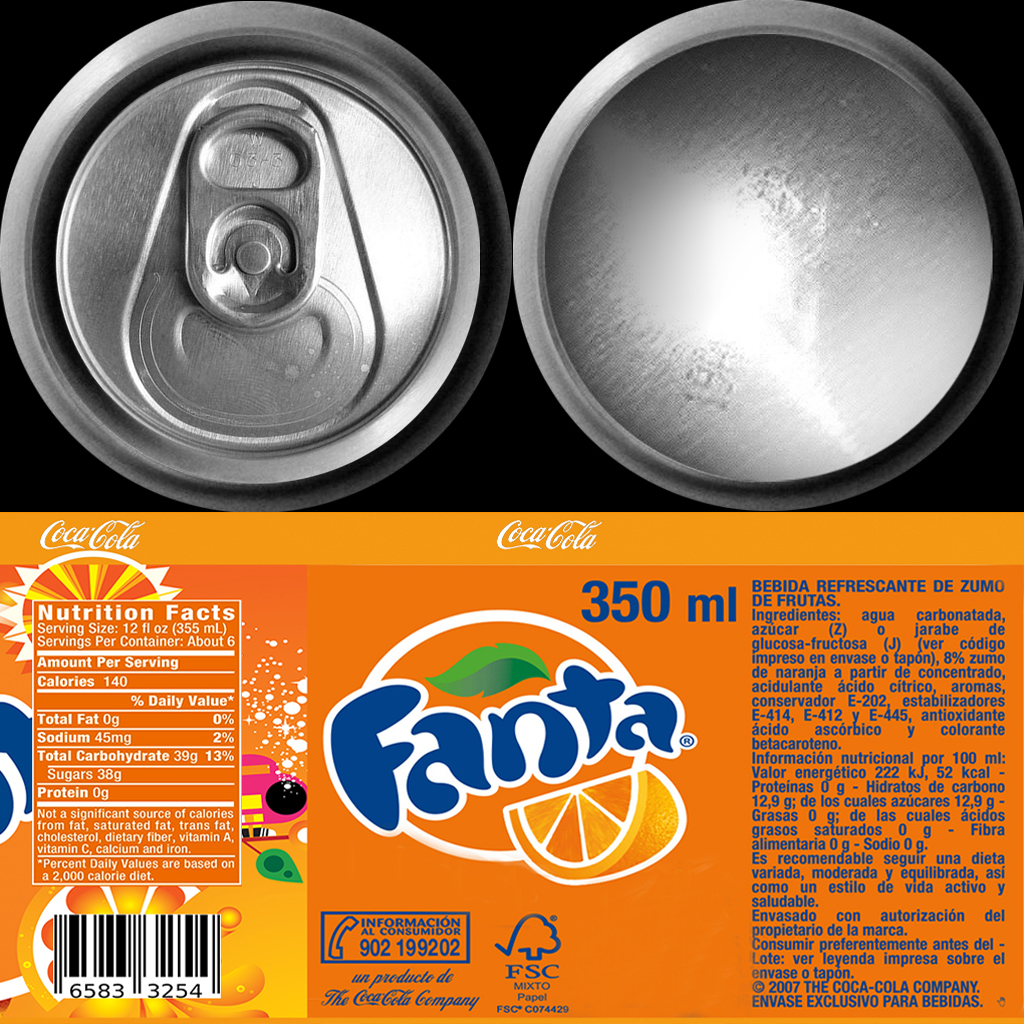 Coca-Cola
Coca-Cola
Nutrition Facts
Serving Size: 12 fl oz (355 mL)
Servings Per Container: About 6
Amount Per Serving
Calories 140
% Daily Value*
Total Fat 0g 0%
Sodium 45mg 2%
Total Carbohydrate 39g 13%
Sugars 38g
Protein 0g
Not a significant source of calories
from fat, saturated fat, trans fat,
cholesterol, dietary fiber, vitamin A,
vitamin C, calcium and iron.
*Percent Daily Values are based on
a 2,000 calorie diet.
6583 3254
350 ml
Fanta®
INFORMACIÓN
AL CONSUMIDOR
902 199202
un producto de
The Coca-Cola Company
FSC
MIXTO
Papel
FSC® C074429
BEBIDA REFRESCANTE DE ZUMO
DE FRUTAS.
Ingredientes: agua carbonatada,
azúcar (Z) o jarabe de
glucosa-fructosa (J) (ver código
impreso en envase o tapón), 8% zumo
de naranja a partir de concentrado,
acidulante ácido cítrico, aromas,
conservador E-202, estabilizadores
E-414, E-412 y E-445, antioxidante
ácido ascórbico y colorante
betacaroteno.
Información nutricional por 100 ml:
Valor energético 222 kJ, 52 kcal -
Proteínas 0 g - Hidratos de carbono
12,9 g; de los cuales azúcares 12,9 g -
Grasas 0 g; de las cuales ácidos
grasos saturados 0 g - Fibra
alimentaria 0 g - Sodio 0 g.
Es recomendable seguir una dieta
variada, moderada y equilibrada, así
como un estilo de vida activo y
saludable.
Envasado con autorización del
propietario de la marca.
Consumir preferentemente antes del -
Lote: ver leyenda impresa sobre el
envase o tapón.
© 2007 THE COCA-COLA COMPANY.
ENVASE EXCLUSIVO PARA BEBIDAS.